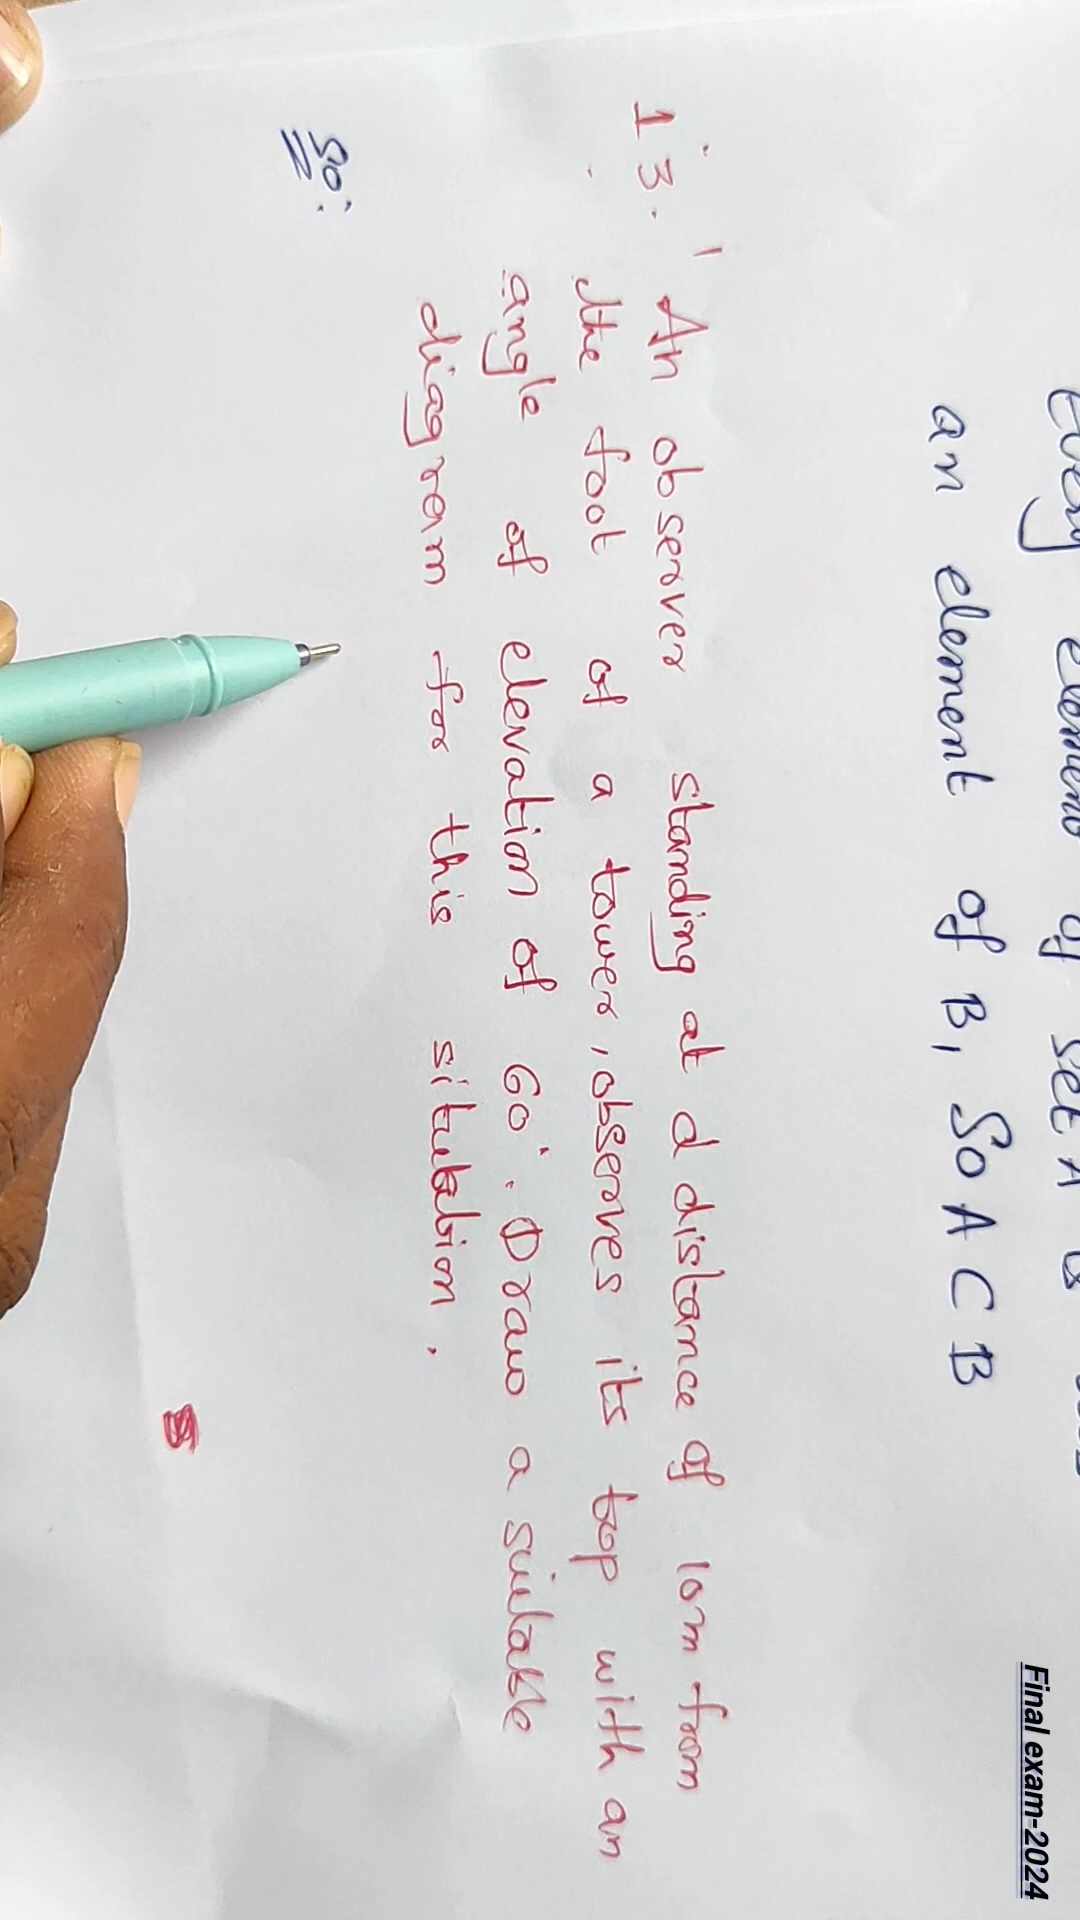 Final exam-2024
an element of B, So A ⊂ B
13. An observer standing at d distance of 10m from
the foot of a tower, observes its top with an
angle of elevation of 60°. Draw a suitable
diagram for this situtation.
So: